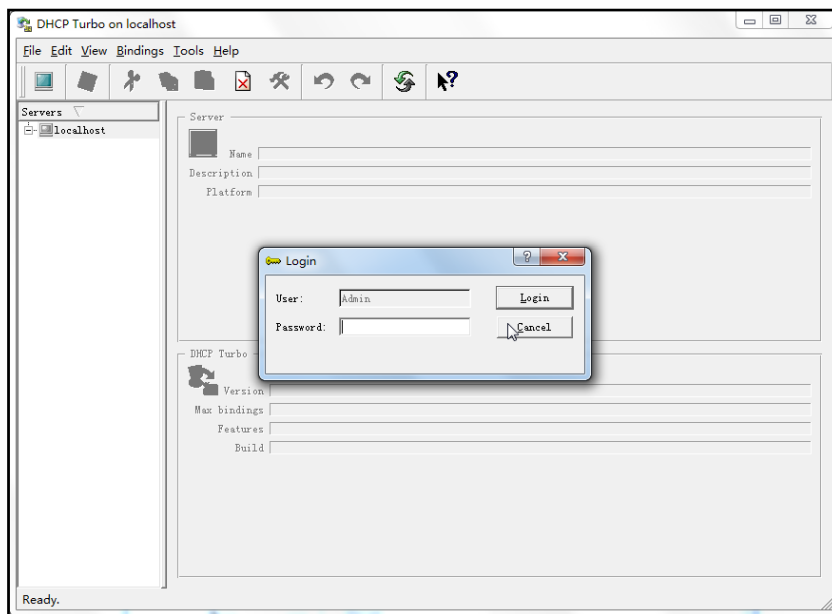 DHCP Turbo on localhost
File Edit View Bindings Tools Help
Servers
localhost
Server
Name
Description
Platform
Login
User: Admin Login
Password: Cancel
DHCP Turbo
Version
Max bindings
Features
Build
Ready.